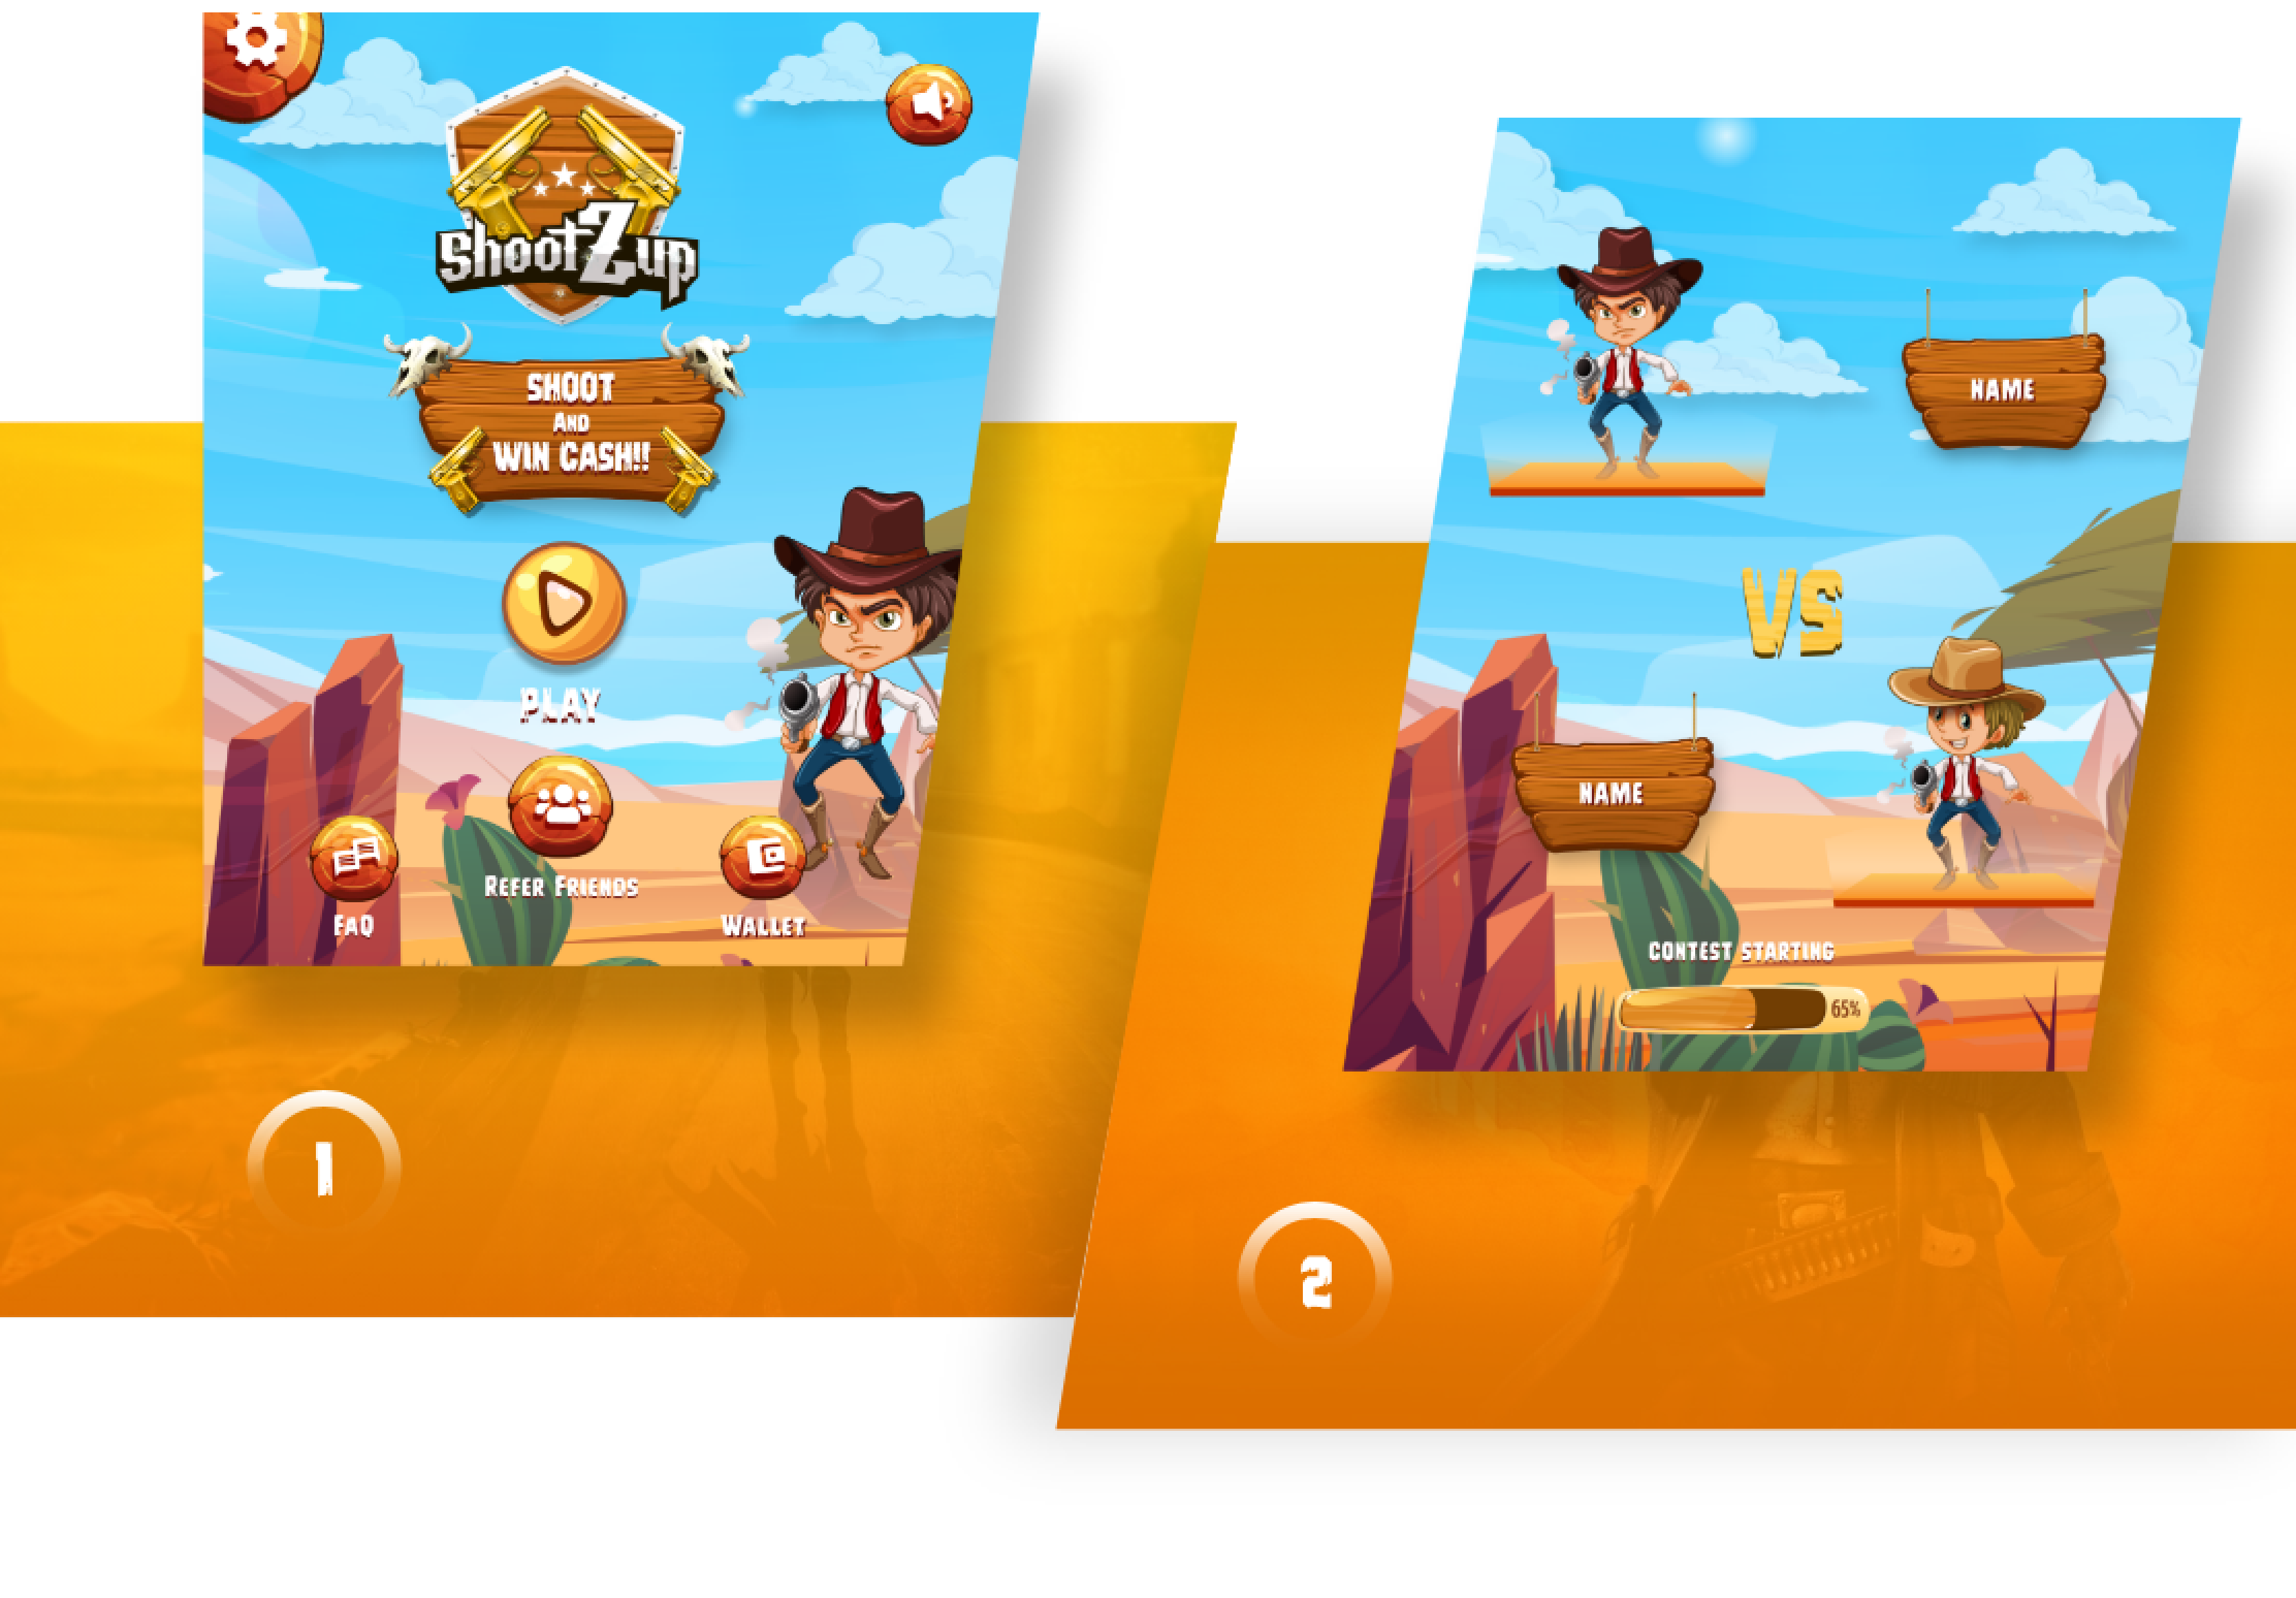 shootZup
SHOOT
AND
WIN CASH!!
PLAY
REFER FRIENDS
FAQ
WALLET
1
NAME
VS
NAME
CONTEST STARTING
65%
2